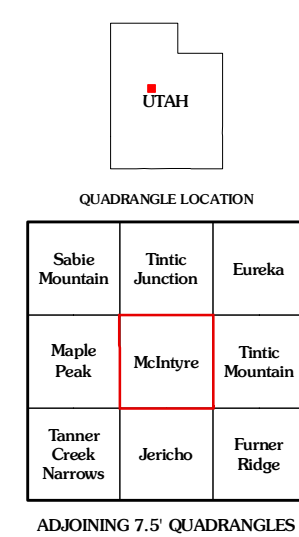 UTAH
QUADRANGLE LOCATION
Sabie
Mountain
Tintic
Junction
Eureka
Maple
Peak
McIntyre
Tintic
Mountain
Tanner
Creek
Narrows
Jericho
Furner
Ridge
ADJOINING 7.5' QUADRANGLES